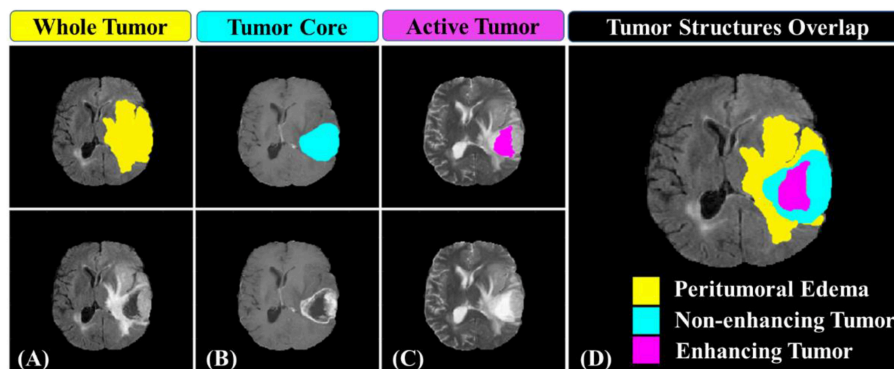 Whole Tumor
Tumor Core
Active Tumor
Tumor Structures Overlap
(A)
(B)
(C)
(D)
Peritumoral Edema
Non-enhancing Tumor
Enhancing Tumor